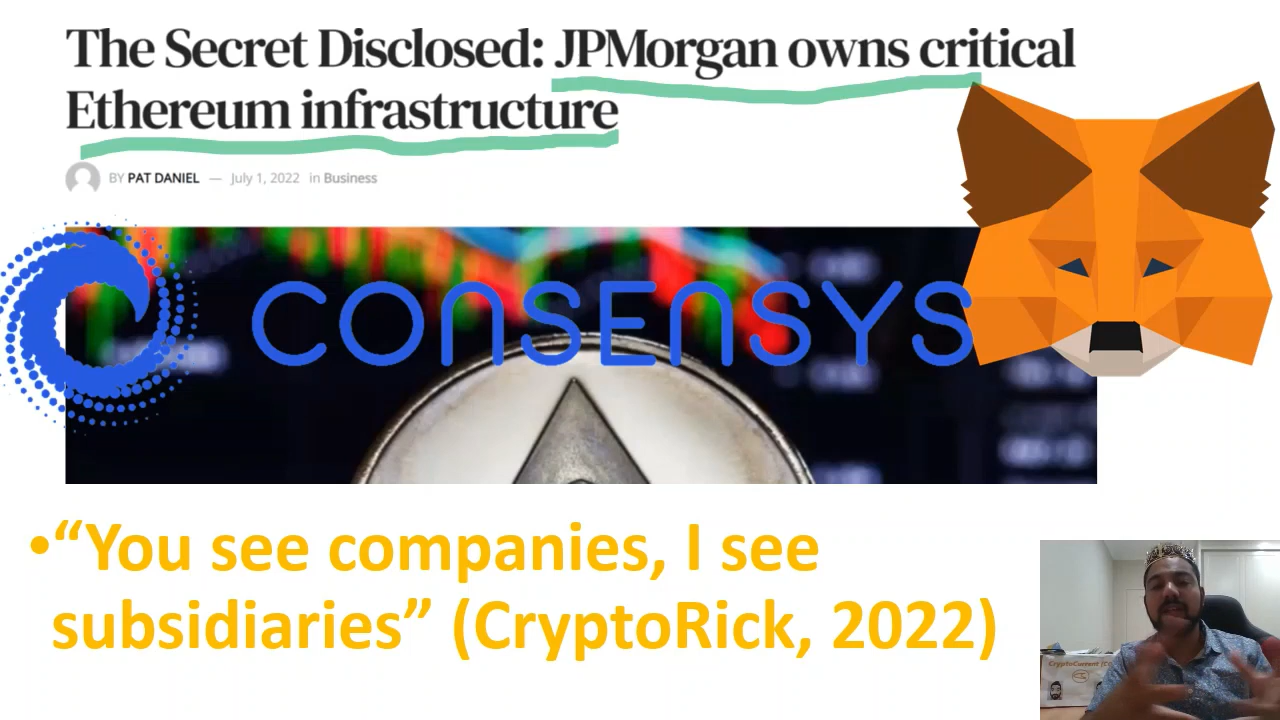 The Secret Disclosed: JPMorgan owns critical
Ethereum infrastructure
BY PAT DANIEL — July 1, 2022 in Business
CONSENSYS
•“You see companies, I see
subsidiaries” (CryptoRick, 2022)